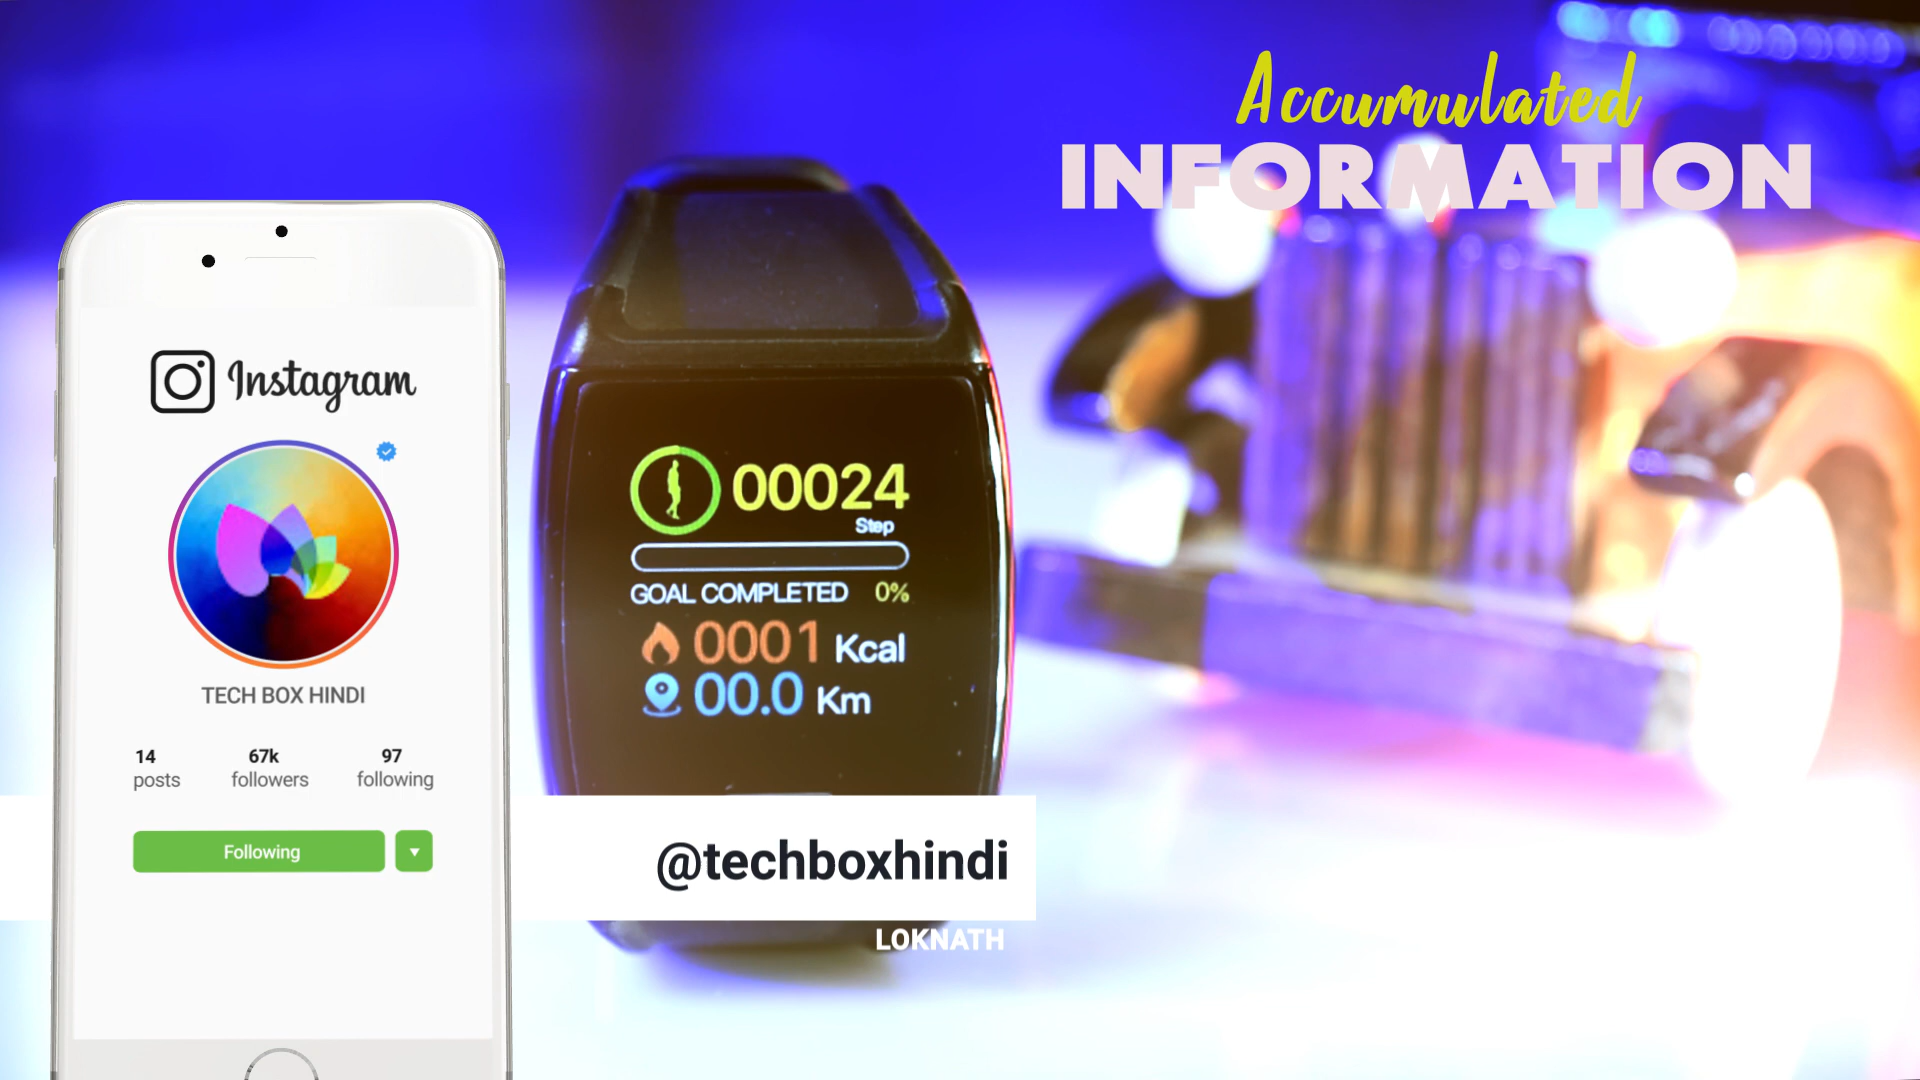 Accumulated
INFORMATION
Instagram
TECH BOX HINDI
14 67k 97
posts followers following
Following
00024
Step
GOAL COMPLETED 0%
0001 Kcal
00.0 Km
@techboxhindi
LOKNATH